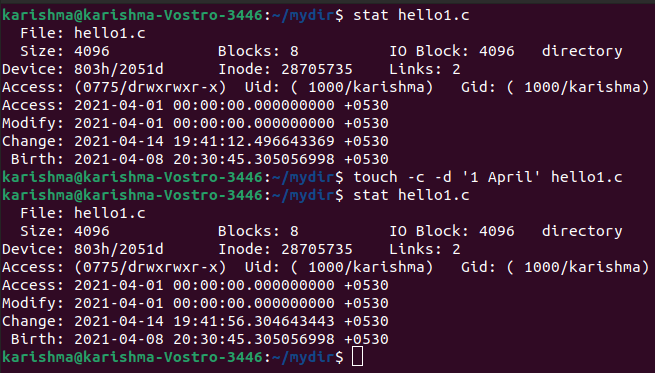 karishma@karishma-Vostro-3446:~/mydir$ stat hello1.c
  File: hello1.c
  Size: 4096            Blocks: 8          IO Block: 4096   directory
Device: 803h/2051d      Inode: 28705735    Links: 2
Access: (0775/drwxrwxr-x)  Uid: ( 1000/karishma)   Gid: ( 1000/karishma)
Access: 2021-04-01 00:00:00.000000000 +0530
Modify: 2021-04-01 00:00:00.000000000 +0530
Change: 2021-04-14 19:41:12.496643369 +0530
 Birth: 2021-04-08 20:30:45.305056998 +0530
karishma@karishma-Vostro-3446:~/mydir$ touch -c -d '1 April' hello1.c
karishma@karishma-Vostro-3446:~/mydir$ stat hello1.c
  File: hello1.c
  Size: 4096            Blocks: 8          IO Block: 4096   directory
Device: 803h/2051d      Inode: 28705735    Links: 2
Access: (0775/drwxrwxr-x)  Uid: ( 1000/karishma)   Gid: ( 1000/karishma)
Access: 2021-04-01 00:00:00.000000000 +0530
Modify: 2021-04-01 00:00:00.000000000 +0530
Change: 2021-04-14 19:41:56.304643443 +0530
 Birth: 2021-04-08 20:30:45.305056998 +0530
karishma@karishma-Vostro-3446:~/mydir$